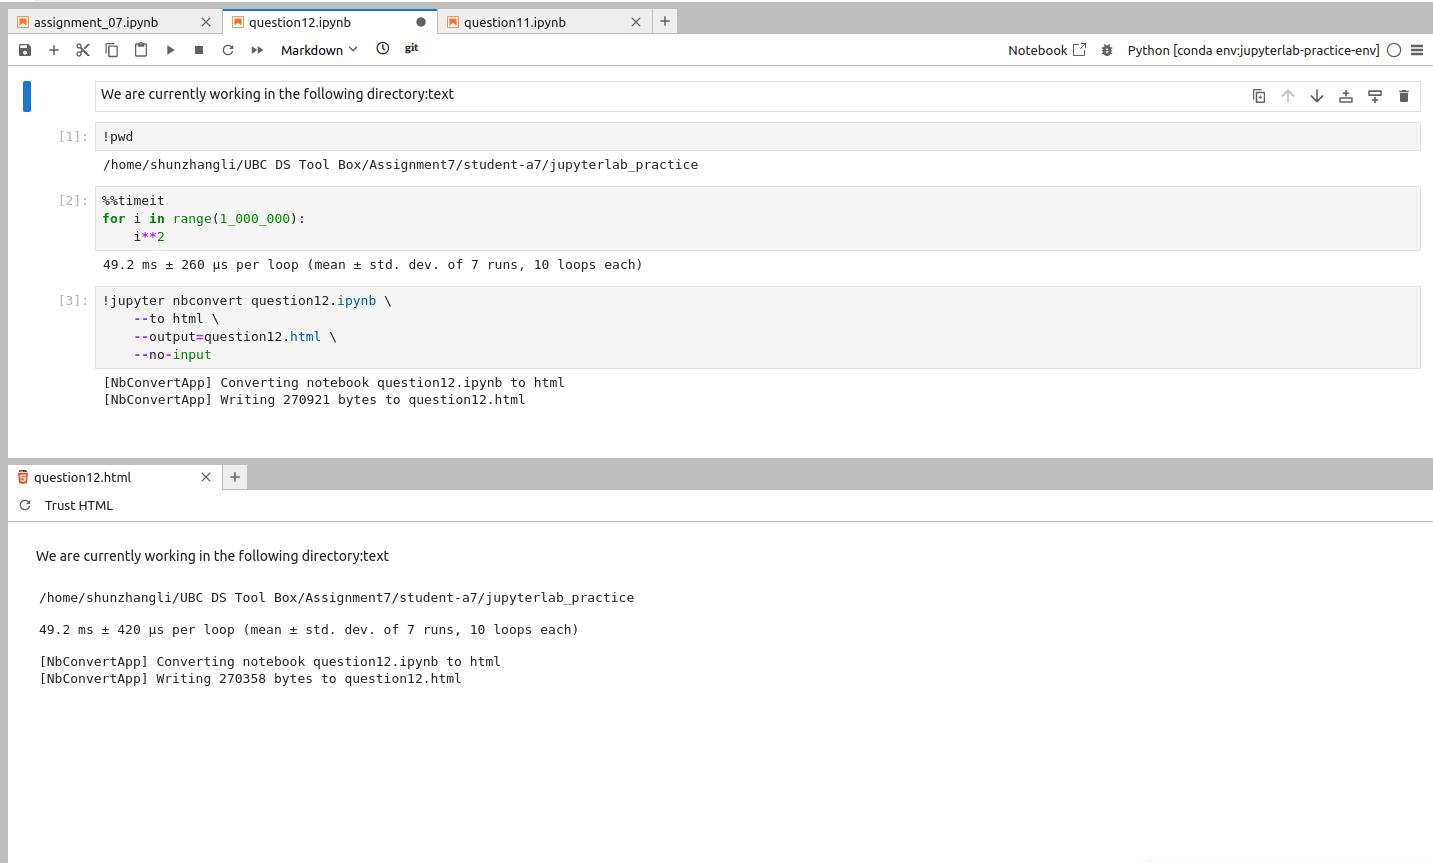 assignment_07.ipynb
question12.ipynb
question11.ipynb
Markdown
git
Notebook
Python [conda env:jupyterlab-practice-env]
We are currently working in the following directory:text
[1]: !pwd
/home/shunzhangli/UBC DS Tool Box/Assignment7/student-a7/jupyterlab_practice
[2]: %%timeit
for i in range(1_000_000):
    i**2
49.2 ms ± 260 µs per loop (mean ± std. dev. of 7 runs, 10 loops each)
[3]: !jupyter nbconvert question12.ipynb \
    --to html \
    --output=question12.html \
    --no-input
[NbConvertApp] Converting notebook question12.ipynb to html
[NbConvertApp] Writing 270921 bytes to question12.html
question12.html
Trust HTML
We are currently working in the following directory:text
/home/shunzhangli/UBC DS Tool Box/Assignment7/student-a7/jupyterlab_practice
49.2 ms ± 420 µs per loop (mean ± std. dev. of 7 runs, 10 loops each)
[NbConvertApp] Converting notebook question12.ipynb to html
[NbConvertApp] Writing 270358 bytes to question12.html